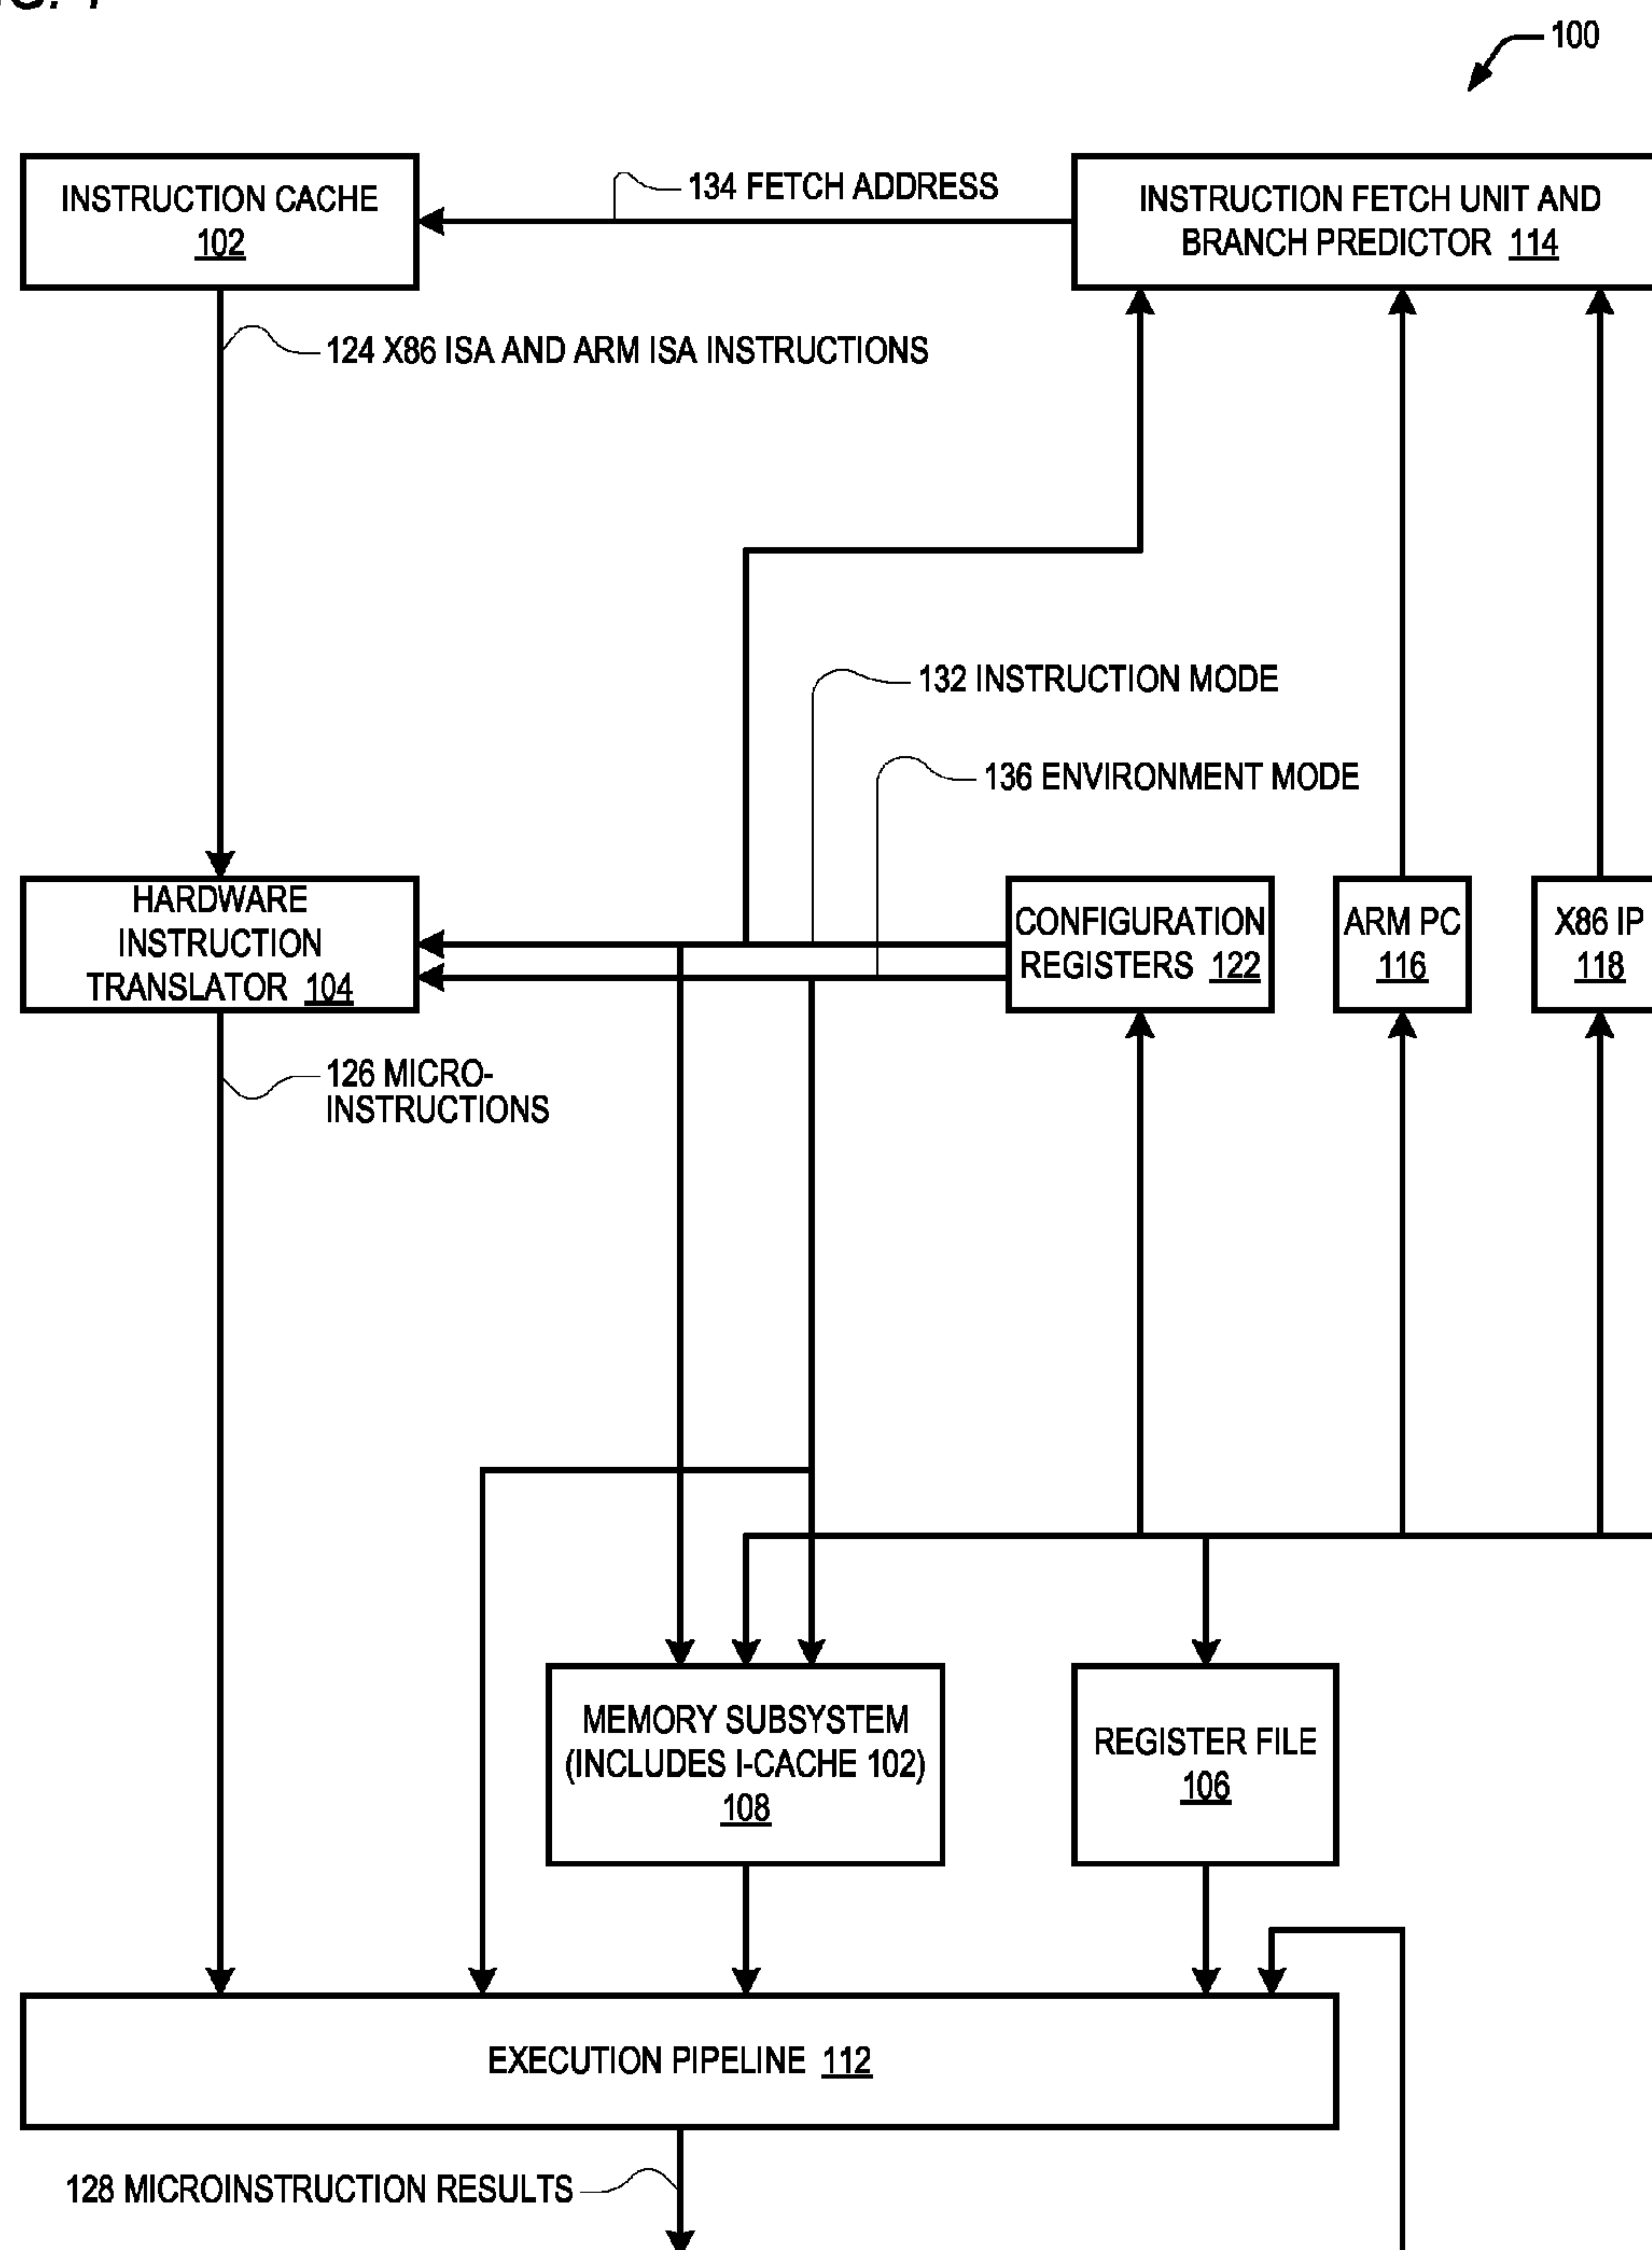 100
INSTRUCTION CACHE
102
134 FETCH ADDRESS
INSTRUCTION FETCH UNIT AND
BRANCH PREDICTOR 114
124 X86 ISA AND ARM ISA INSTRUCTIONS
132 INSTRUCTION MODE
136 ENVIRONMENT MODE
HARDWARE
INSTRUCTION
TRANSLATOR 104
CONFIGURATION
REGISTERS 122
ARM PC
116
X86 IP
118
126 MICRO-
INSTRUCTIONS
MEMORY SUBSYSTEM
(INCLUDES I-CACHE 102)
108
REGISTER FILE
106
EXECUTION PIPELINE 112
128 MICROINSTRUCTION RESULTS